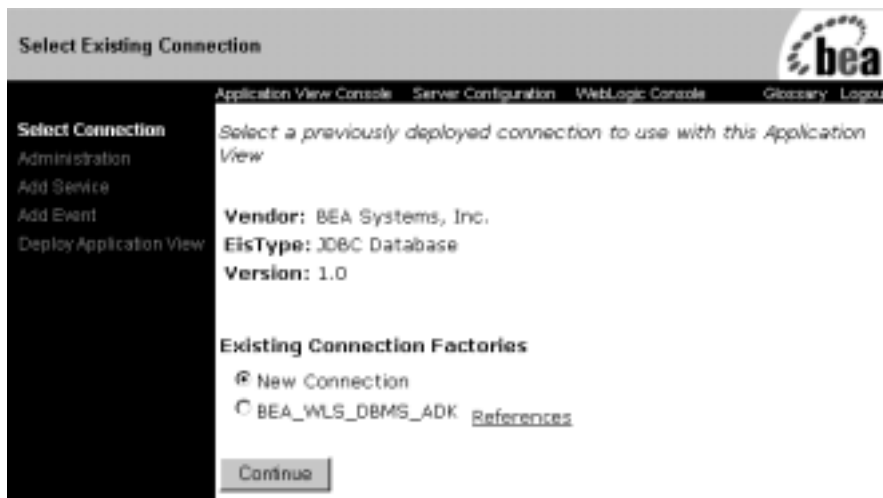 Select Existing Connection
bea
Application View Console Server Configuration WebLogic Console Glossary Logout
Select Connection
Administration
Add Service
Add Event
Deploy Application View
Select a previously deployed connection to use with this Application
View
Vendor: BEA Systems, Inc.
EisType: JDBC Database
Version: 1.0
Existing Connection Factories
New Connection
BEA_WLS_DBMS_ADK References
Continue